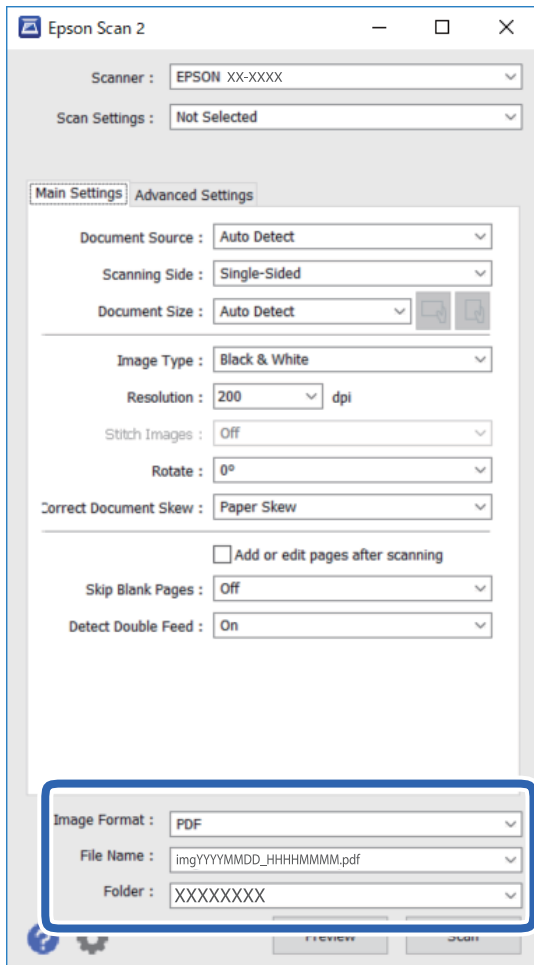 Epson Scan 2
Scanner : EPSON XX-XXXX
Scan Settings : Not Selected
Main Settings Advanced Settings
Document Source : Auto Detect
Scanning Side : Single-Sided
Document Size : Auto Detect
Image Type : Black & White
Resolution : 200 dpi
Stitch Images : Off
Rotate : 0°
Correct Document Skew : Paper Skew
Add or edit pages after scanning
Skip Blank Pages : Off
Detect Double Feed : On
Image Format : PDF
File Name : imgYYYYMMDD_HHHHMMMM.pdf
Folder : XXXXXXXX
? Preview Scan